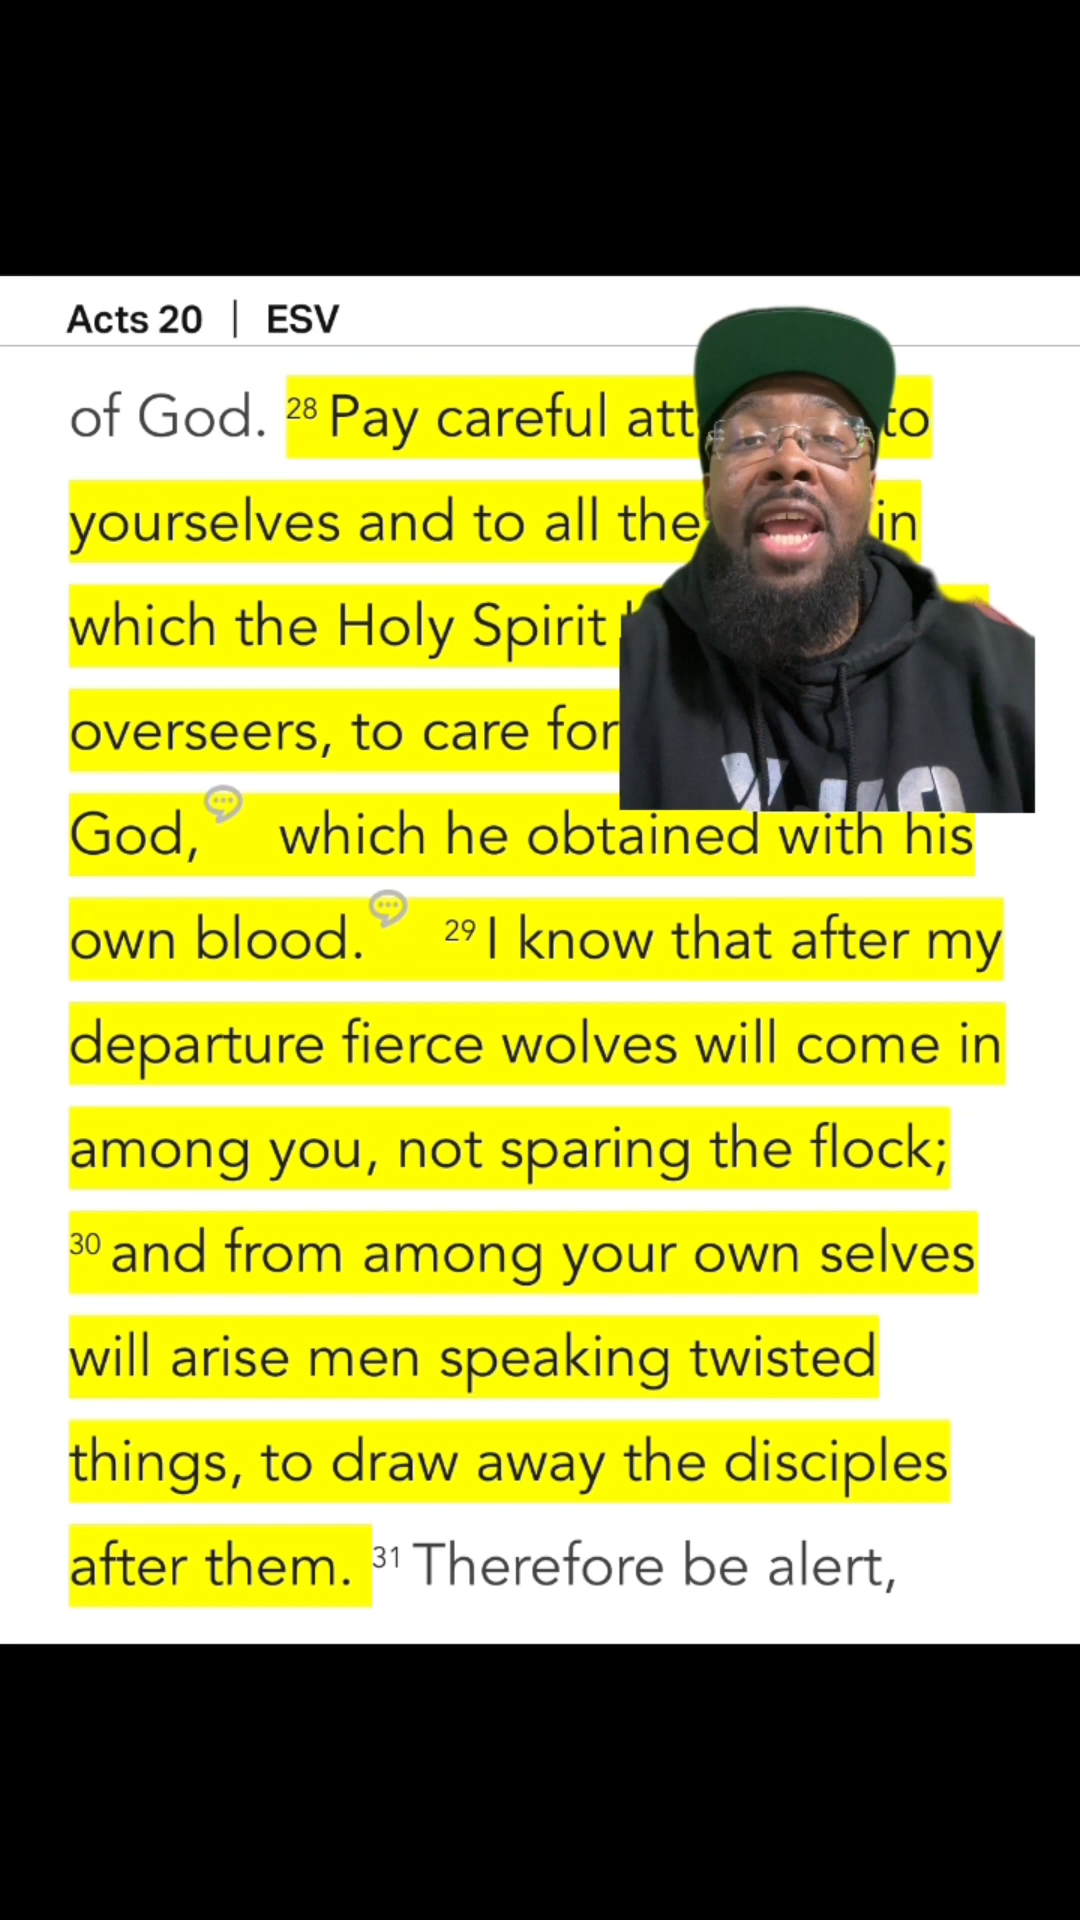 Acts 20 | ESV
of God. 28 Pay careful att to
yourselves and to all the in
which the Holy Spirit
overseers, to care for
God, which he obtained with his
own blood. 29 I know that after my
departure fierce wolves will come in
among you, not sparing the flock;
30 and from among your own selves
will arise men speaking twisted
things, to draw away the disciples
after them. 31 Therefore be alert,